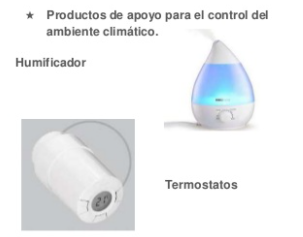 ★ Productos de apoyo para el control del
ambiente climático.
Humificador
Termostatos